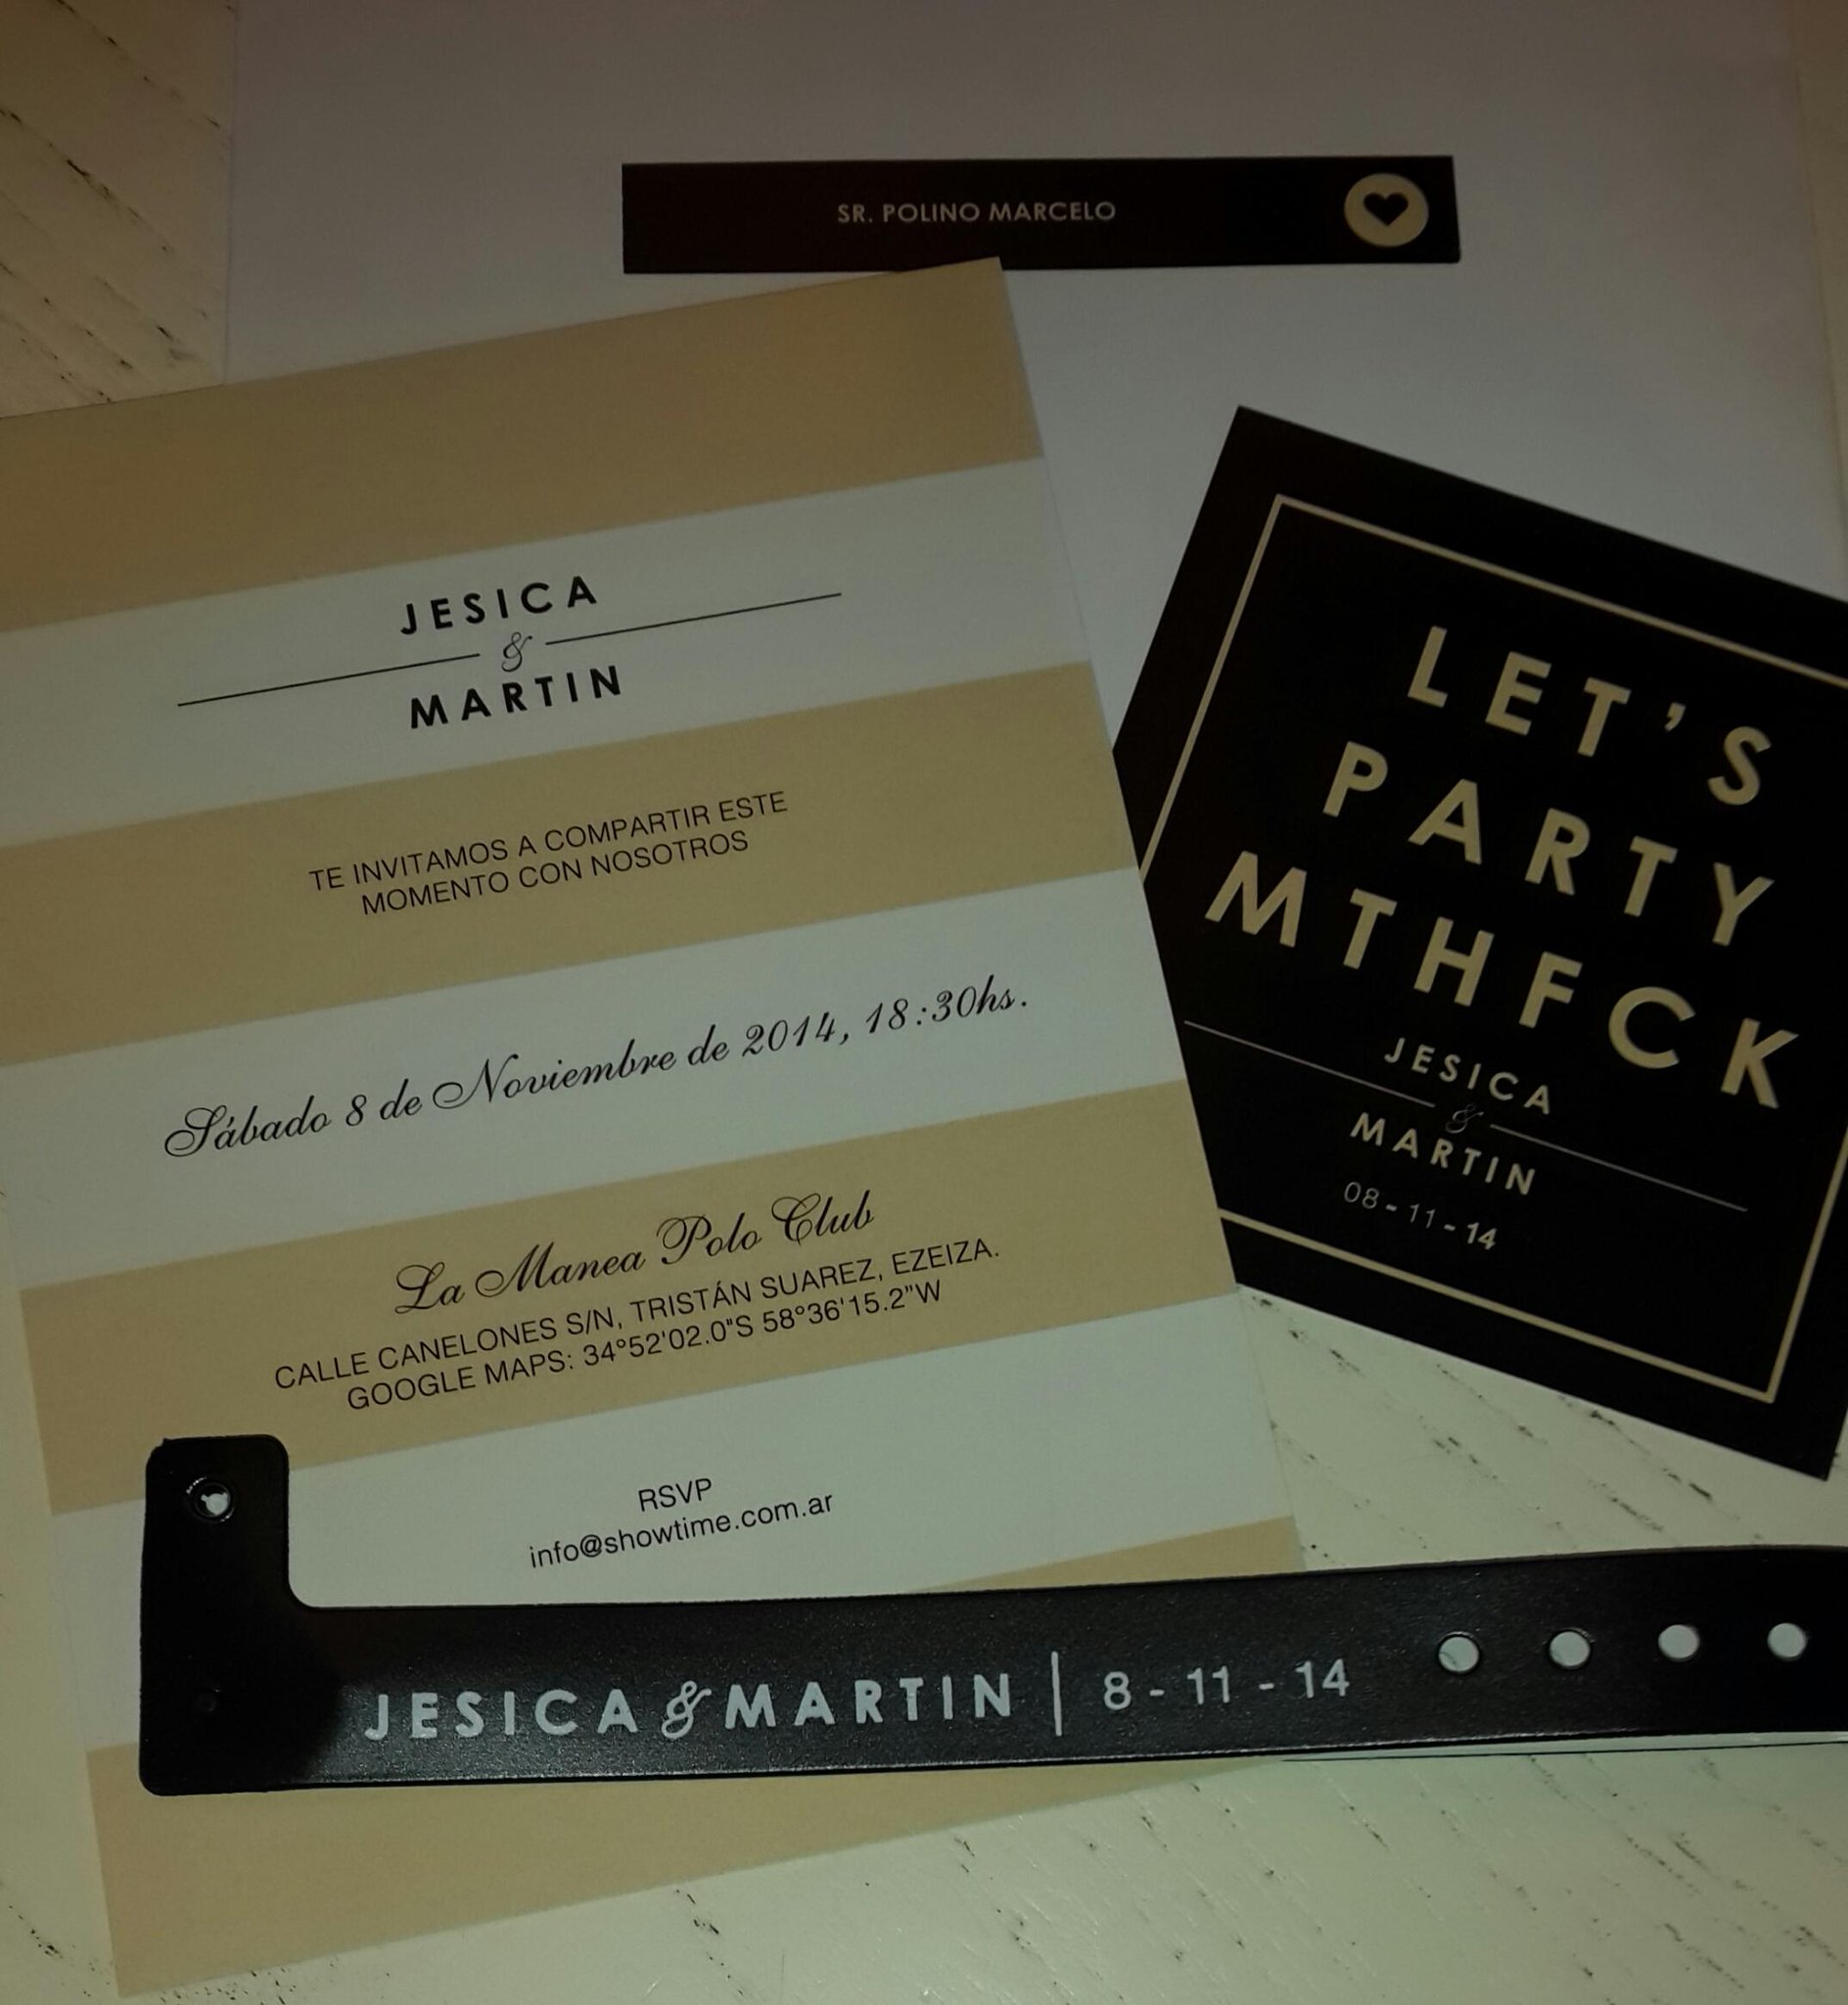 SR. POLINO MARCELO
JESICA
&
MARTIN
TE INVITAMOS A COMPARTIR ESTE
MOMENTO CON NOSOTROS
Sábado 8 de Noviembre de 2014, 18:30hs.
La Manea Polo Club
CALLE CANELONES S/N, TRISTÁN SUAREZ, EZEIZA.
GOOGLE MAPS: 34°52'02.0"S 58°36'15.2"W
RSVP
info@showtime.com.ar
LET'S
PARTY
MTHFCK
JESICA
&
MARTIN
08-11-14
JESICA & MARTIN | 8 - 11 - 14